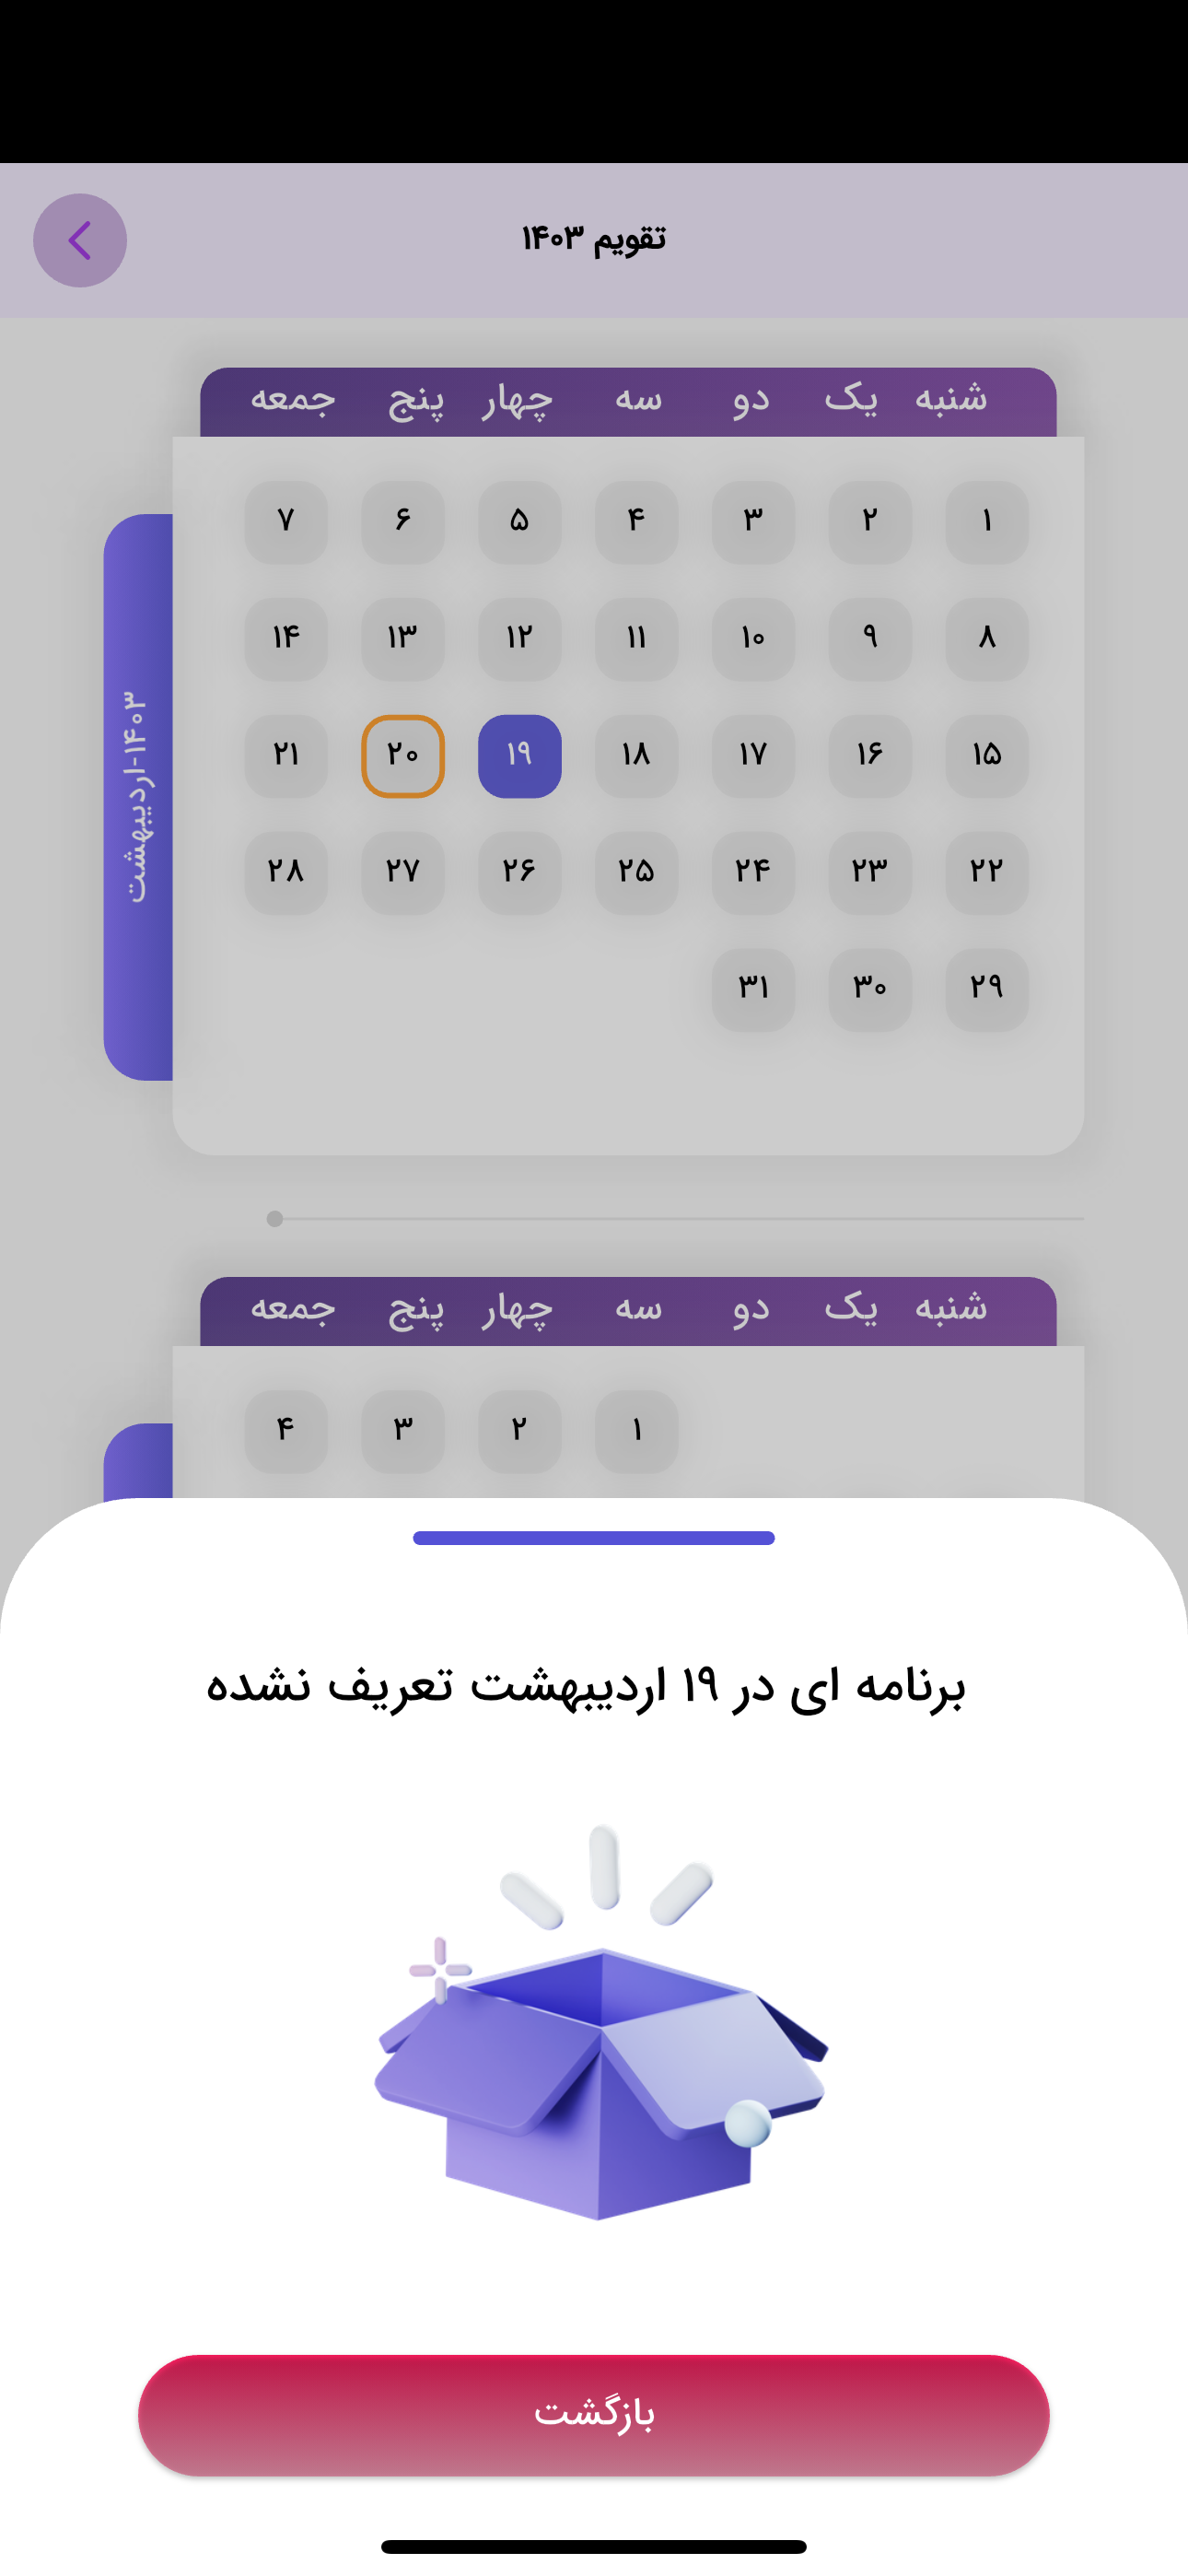 تقویم ۱۴۰۳
شنبه یک دو سه چهار پنج جمعه
۱ ۲ ۳ ۴ ۵ ۶ ۷
۸ ۹ ۱۰ ۱۱ ۱۲ ۱۳ ۱۴
۱۵ ۱۶ ۱۷ ۱۸ ۱۹ ۲۰ ۲۱
۲۲ ۲۳ ۲۴ ۲۵ ۲۶ ۲۷ ۲۸
۲۹ ۳۰ ۳۱
۱۴۰۳-اردیبهشت
شنبه یک دو سه چهار پنج جمعه
۱ ۲ ۳ ۴
برنامه ای در ۱۹ اردیبهشت تعریف نشده
بازگشت